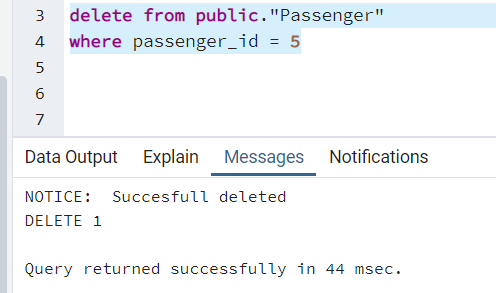 3 delete from public."Passenger"
4 where passenger_id = 5
5
6
7
Data Output Explain Messages Notifications
NOTICE:  Succesfull deleted
DELETE 1
Query returned successfully in 44 msec.